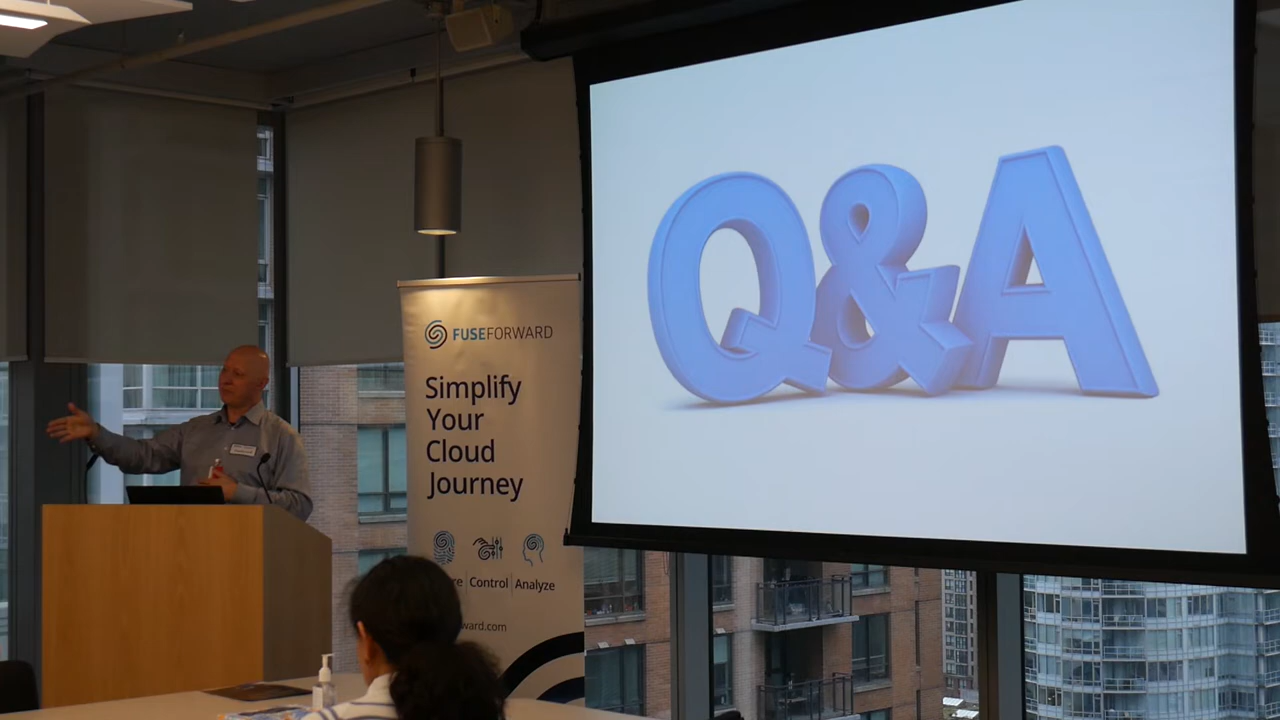 Q&A
FUSEFORWARD
Simplify
Your
Cloud
Journey
Control | Analyze